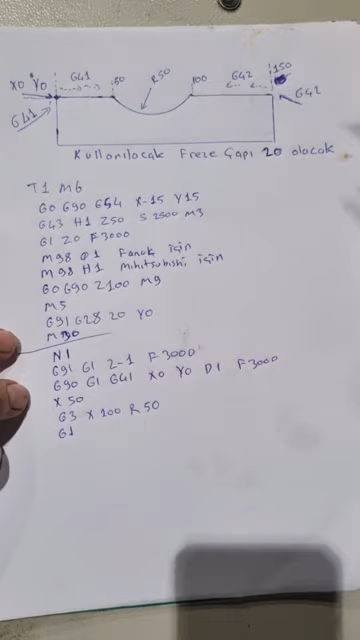 X0 Y0 G41 50 R50 100 G42 150
G41 G42
Kullanılacak Freze Çapı 20 olacak
T1 M6
G0 G90 G54 X-15 Y15
G43 H1 Z50 S2500 M3
G1 Z0 F3000
M98 P1 Fanuk için
M98 H1 Mihitsubishi için
G0 G90 Z100 M9
M5
G91 G28 Z0 Y0
M30
N1
G91 G1 Z-1 F3000
G90 G1 G41 X0 Y0 D1 F3000
X50
G3 X100 R50
G1